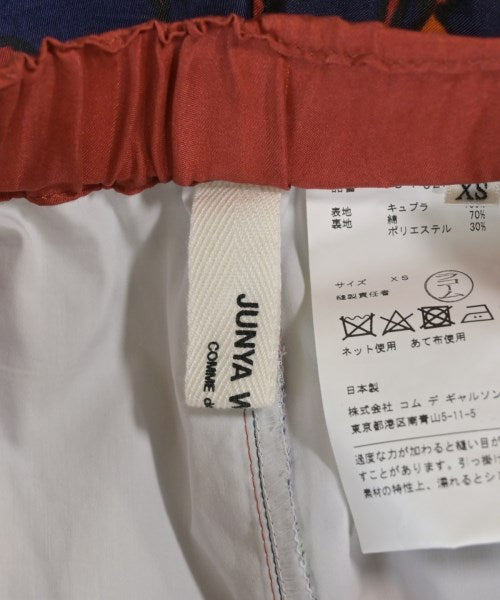 JUNYA
COMME
XS
表地 キュプラ
裏地 綿 70%
ポリエステル 30%
サイズ XS
縫製責任者
ネット使用 あて布使用
日本製
株式会社 コム デ ギャルソン
東京都港区南青山5-11-5
過度な力が加わると縫い目が
すことがあります。引っ掛け
素材の特性上、濡れるとシ